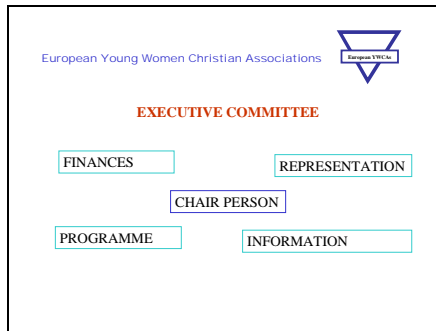 European Young Women Christian Associations
European YWCAs
EXECUTIVE COMMITTEE
FINANCES
REPRESENTATION
CHAIR PERSON
PROGRAMME
INFORMATION